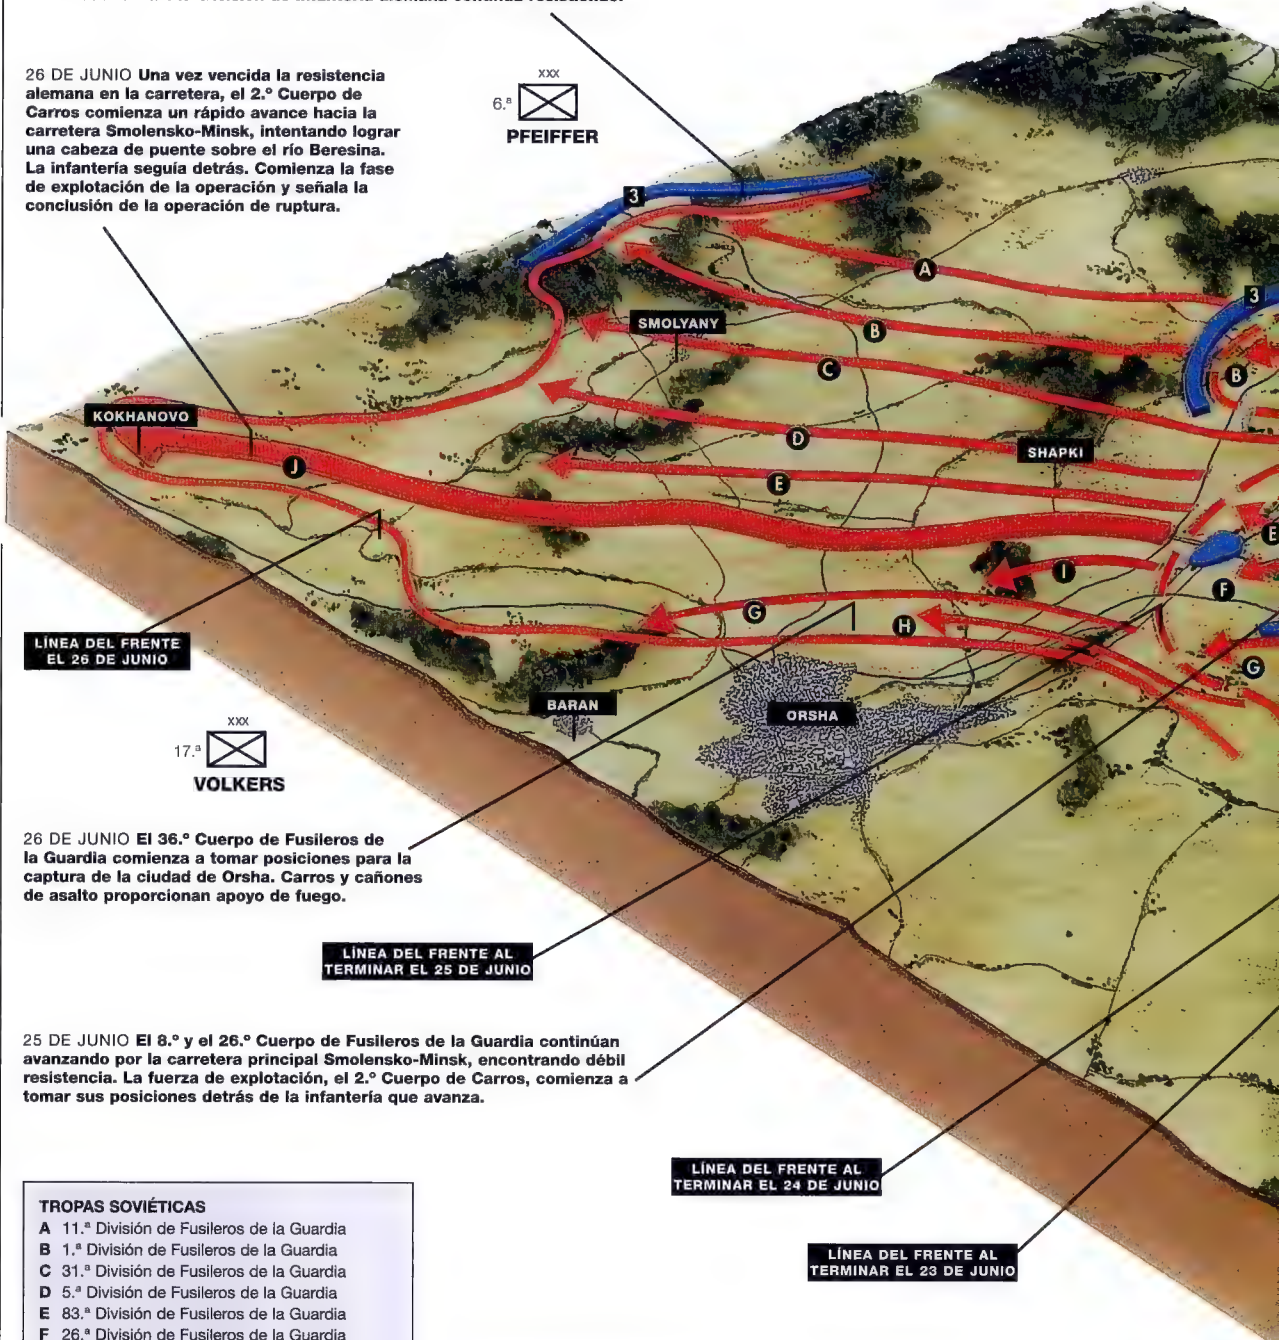 26 DE JUNIO Una vez vencida la resistencia
alemana en la carretera, el 2.º Cuerpo de
Carros comienza un rápido avance hacia la
carretera Smolensko-Minsk, intentando lograr
una cabeza de puente sobre el río Beresina.
La infantería seguía detrás. Comienza la fase
de explotación de la operación y señala la
conclusión de la operación de ruptura.
xxx
6.ª
PFEIFFER
3
A
3
SMOLYANY
B
C
B
KOKHANOVO
D
SHAPKI
J
E
E
I
F
G
H
G
LÍNEA DEL FRENTE
EL 26 DE JUNIO
BARAN
ORSHA
xxx
17.ª
VOLKERS
26 DE JUNIO El 36.º Cuerpo de Fusileros de
la Guardia comienza a tomar posiciones para la
captura de la ciudad de Orsha. Carros y cañones
de asalto proporcionan apoyo de fuego.
LÍNEA DEL FRENTE AL
TERMINAR EL 25 DE JUNIO
25 DE JUNIO El 8.º y el 26.º Cuerpo de Fusileros de la Guardia continúan
avanzando por la carretera principal Smolensko-Minsk, encontrando débil
resistencia. La fuerza de explotación, el 2.º Cuerpo de Carros, comienza a
tomar sus posiciones detrás de la infantería que avanza.
LÍNEA DEL FRENTE AL
TERMINAR EL 24 DE JUNIO
LÍNEA DEL FRENTE AL
TERMINAR EL 23 DE JUNIO
TROPAS SOVIÉTICAS
A 11.ª División de Fusileros de la Guardia
B 1.ª División de Fusileros de la Guardia
C 31.ª División de Fusileros de la Guardia
D 5.ª División de Fusileros de la Guardia
E 83.ª División de Fusileros de la Guardia
F 26.ª División de Fusileros de la Guardia